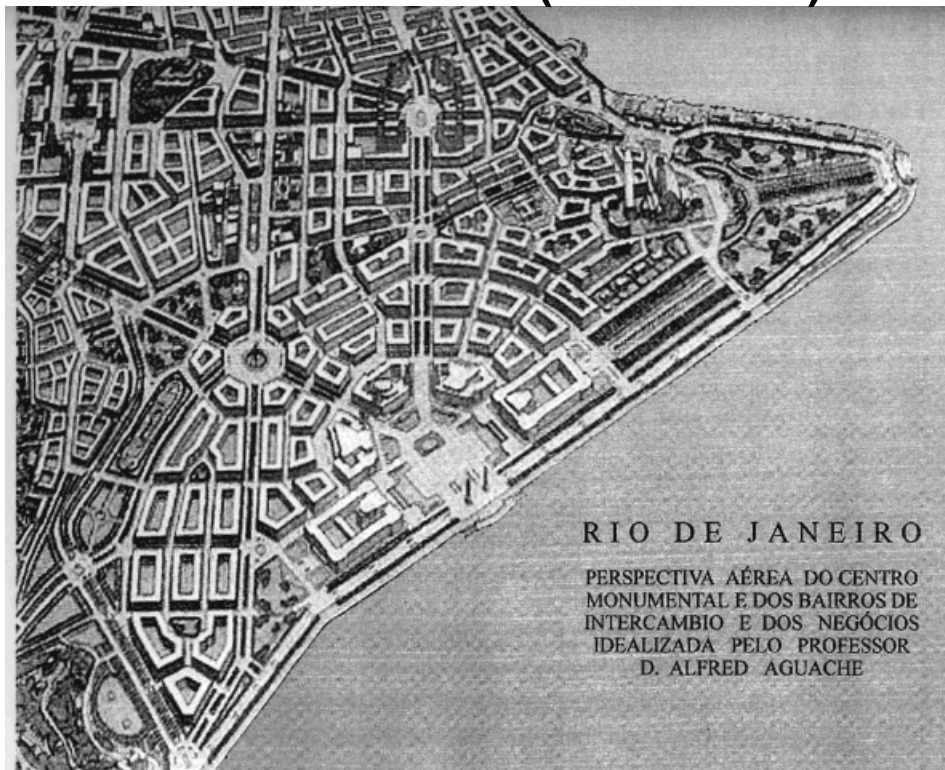 RIO DE JANEIRO
PERSPECTIVA AÉREA DO CENTRO
MONUMENTAL E DOS BAIRROS DE
INTERCAMBIO E DOS NEGÓCIOS
IDEALIZADA PELO PROFESSOR
D. ALFRED AGUACHE